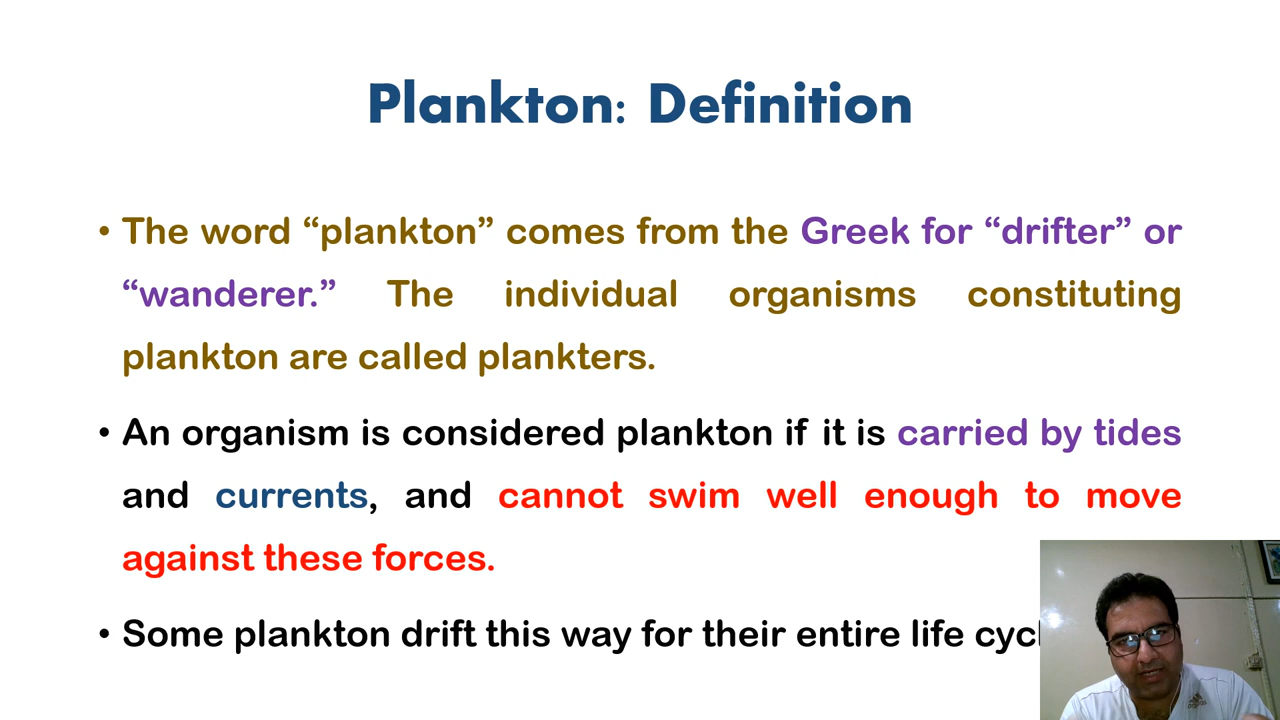 Plankton: Definition
• The word “plankton” comes from the Greek for “drifter” or
“wanderer.” The individual organisms constituting
plankton are called plankters.
• An organism is considered plankton if it is carried by tides
and currents, and cannot swim well enough to move
against these forces.
• Some plankton drift this way for their entire life